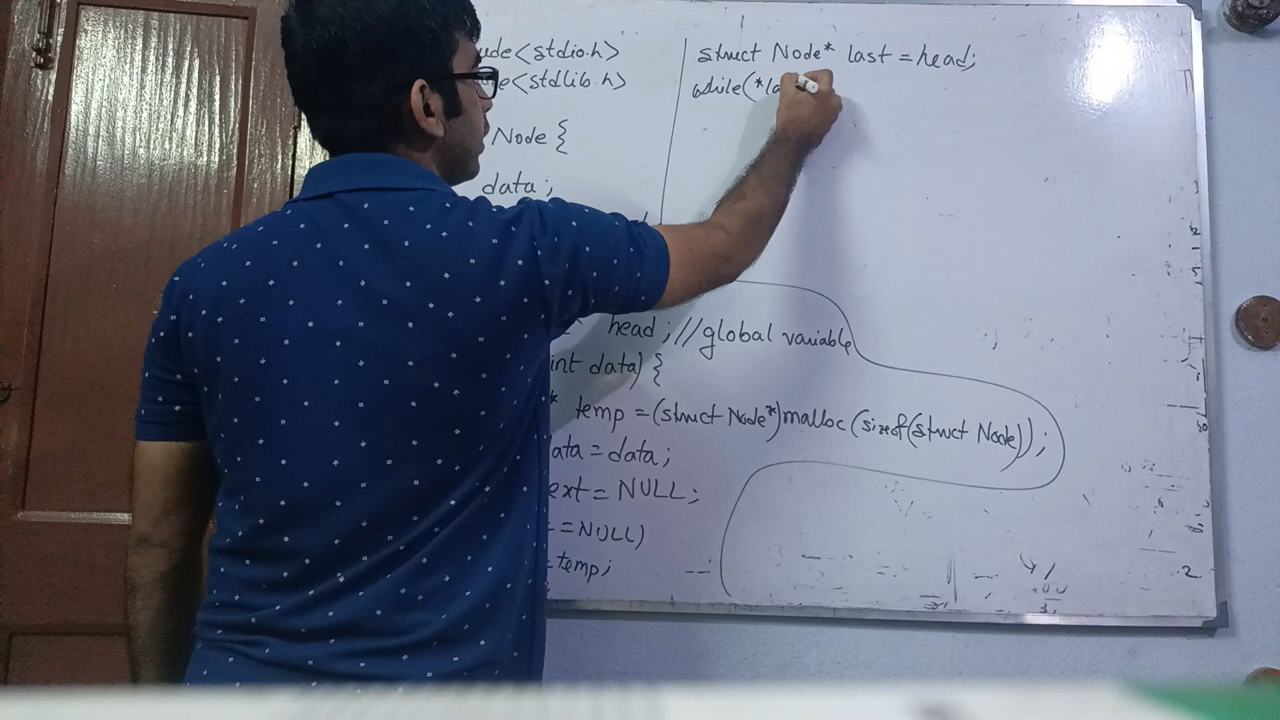 ude<stdio.h>
de<stdlib.h>
Node {
data;
head; //global variable
int data) {
* temp = (struct Node*)malloc(sizeof(struct Node));
ata = data;
ext = NULL;
= = NULL)
= temp;
struct Node* last = head;
while(*la